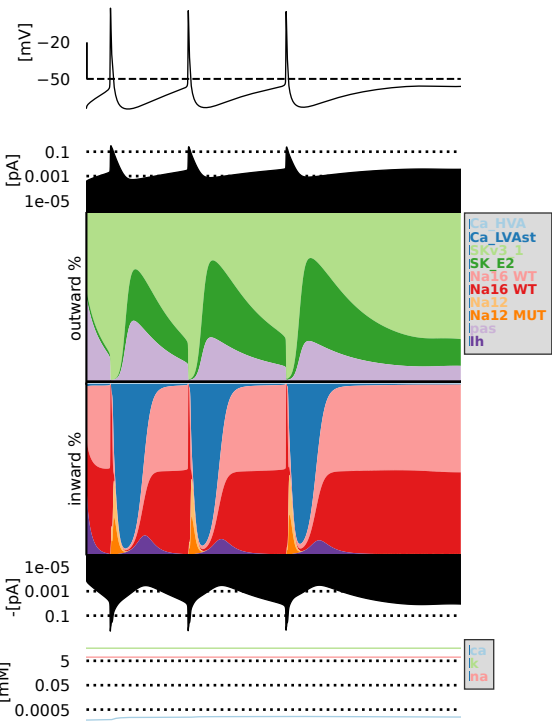 [mV]
−20
−50
[pA]
0.1
0.001
1e-05
outward %
Ca_HVA
Ca_LVAst
SKv3_1
SK_E2
Na16 WT
Na16 WT
Na12
Na12 MUT
pas
Ih
inward %
-[pA]
1e-05
0.001
0.1
[mM]
5
0.05
0.0005
ca
k
na